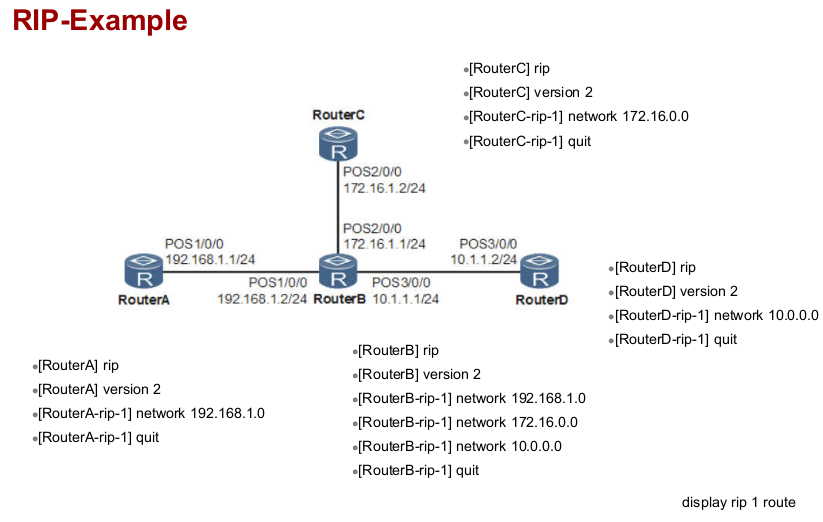 RIP-Example
•[RouterC] rip
•[RouterC] version 2
•[RouterC-rip-1] network 172.16.0.0
•[RouterC-rip-1] quit
RouterC
R
POS2/0/0
172.16.1.2/24
POS2/0/0
172.16.1.1/24
POS1/0/0
192.168.1.1/24
POS3/0/0
10.1.1.2/24
R
R
R
RouterA
POS1/0/0
192.168.1.2/24
RouterB
POS3/0/0
10.1.1.1/24
RouterD
•[RouterD] rip
•[RouterD] version 2
•[RouterD-rip-1] network 10.0.0.0
•[RouterD-rip-1] quit
•[RouterA] rip
•[RouterA] version 2
•[RouterA-rip-1] network 192.168.1.0
•[RouterA-rip-1] quit
•[RouterB] rip
•[RouterB] version 2
•[RouterB-rip-1] network 192.168.1.0
•[RouterB-rip-1] network 172.16.0.0
•[RouterB-rip-1] network 10.0.0.0
•[RouterB-rip-1] quit
display rip 1 route